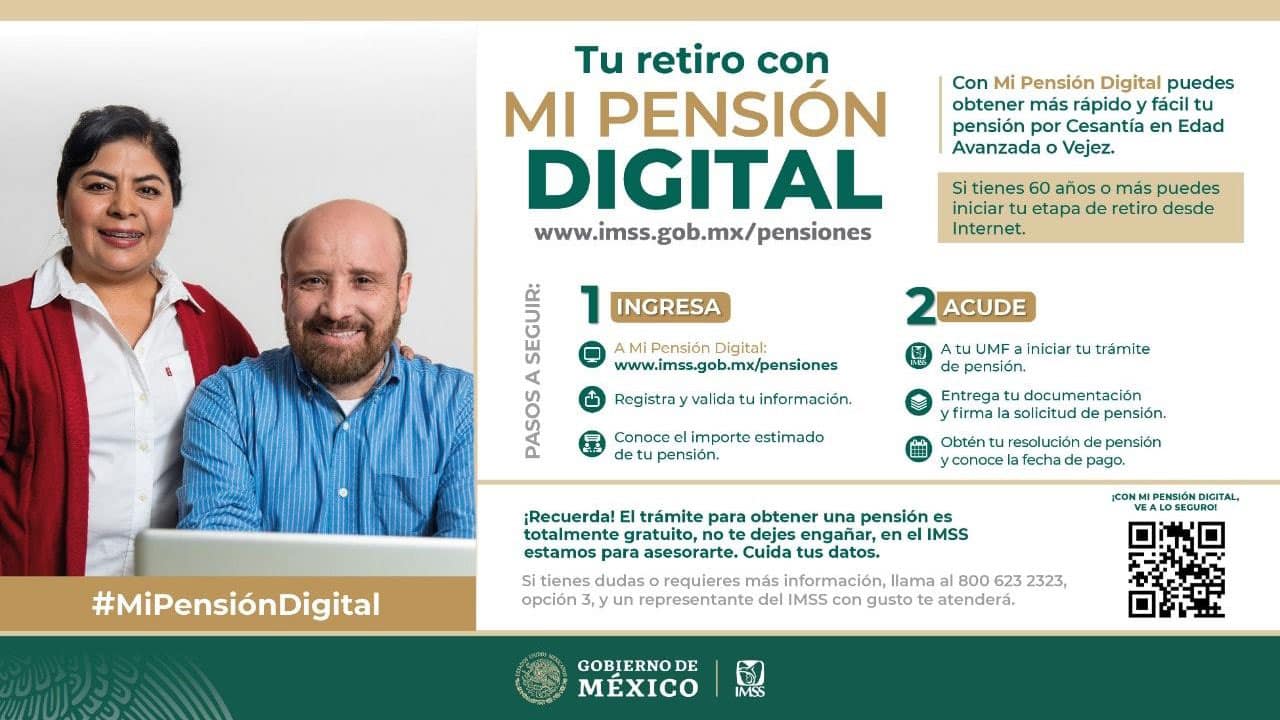 Tu retiro con
MI PENSIÓN
DIGITAL
www.imss.gob.mx/pensiones
Con Mi Pensión Digital puedes
obtener más rápido y fácil tu
pensión por Cesantía en Edad
Avanzada o Vejez.
Si tienes 60 años o más puedes
iniciar tu etapa de retiro desde
Internet.
PASOS A SEGUIR:
1 INGRESA
A Mi Pensión Digital:
www.imss.gob.mx/pensiones
Registra y valida tu información.
Conoce el importe estimado
de tu pensión.
2 ACUDE
IMSS
A tu UMF a iniciar tu trámite
de pensión.
Entrega tu documentación
y firma la solicitud de pensión.
Obtén tu resolución de pensión
y conoce la fecha de pago.
¡Recuerda! El trámite para obtener una pensión es
totalmente gratuito, no te dejes engañar, en el IMSS
estamos para asesorarte. Cuida tus datos.
Si tienes dudas o requieres más información, llama al 800 623 2323,
opción 3, y un representante del IMSS con gusto te atenderá.
¡CON MI PENSIÓN DIGITAL,
VE A LO SEGURO!
#MiPensiónDigital
ESTADOS UNIDOS MEXICANOS
GOBIERNO DE
MÉXICO
IMSS